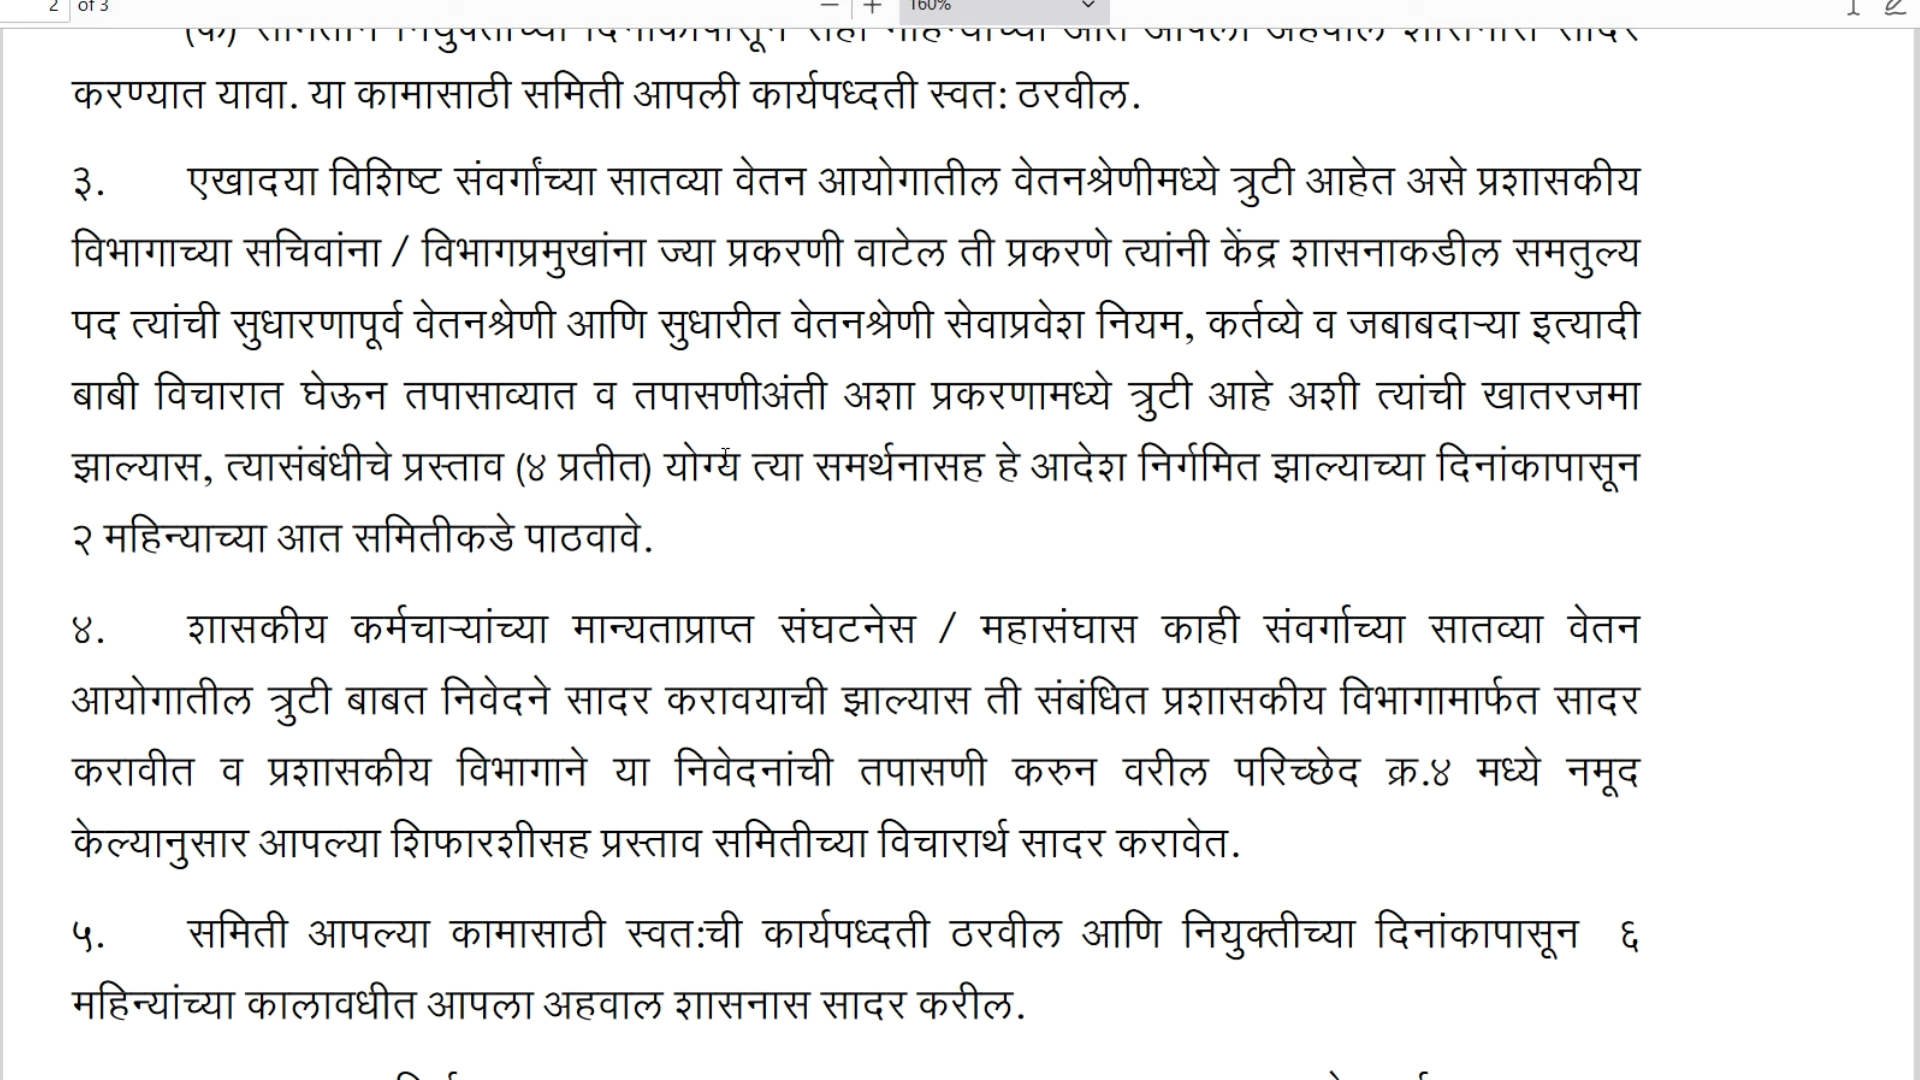 2 of 3
160%
करण्यात यावा. या कामासाठी समिती आपली कार्यपध्दती स्वत: ठरवील.
३. एखादया विशिष्ट संवर्गांच्या सातव्या वेतन आयोगातील वेतनश्रेणीमध्ये त्रुटी आहेत असे प्रशासकीय
विभागाच्या सचिवांना / विभागप्रमुखांना ज्या प्रकरणी वाटेल ती प्रकरणे त्यांनी केंद्र शासनाकडील समतुल्य
पद त्यांची सुधारणापूर्व वेतनश्रेणी आणि सुधारीत वेतनश्रेणी सेवाप्रवेश नियम, कर्तव्ये व जबाबदाऱ्या इत्यादी
बाबी विचारात घेऊन तपासाव्यात व तपासणीअंती अशा प्रकरणामध्ये त्रुटी आहे अशी त्यांची खातरजमा
झाल्यास, त्यासंबंधीचे प्रस्ताव (४ प्रतीत) योग्य त्या समर्थनासह हे आदेश निर्गमित झाल्याच्या दिनांकापासून
२ महिन्याच्या आत समितीकडे पाठवावे.
४. शासकीय कर्मचाऱ्यांच्या मान्यताप्राप्त संघटनेस / महासंघास काही संवर्गाच्या सातव्या वेतन
आयोगातील त्रुटी बाबत निवेदने सादर करावयाची झाल्यास ती संबंधित प्रशासकीय विभागामार्फत सादर
करावीत व प्रशासकीय विभागाने या निवेदनांची तपासणी करुन वरील परिच्छेद क्र.४ मध्ये नमूद
केल्यानुसार आपल्या शिफारशीसह प्रस्ताव समितीच्या विचारार्थ सादर करावेत.
५. समिती आपल्या कामासाठी स्वत:ची कार्यपध्दती ठरवील आणि नियुक्तीच्या दिनांकापासून ६
महिन्यांच्या कालावधीत आपला अहवाल शासनास सादर करील.